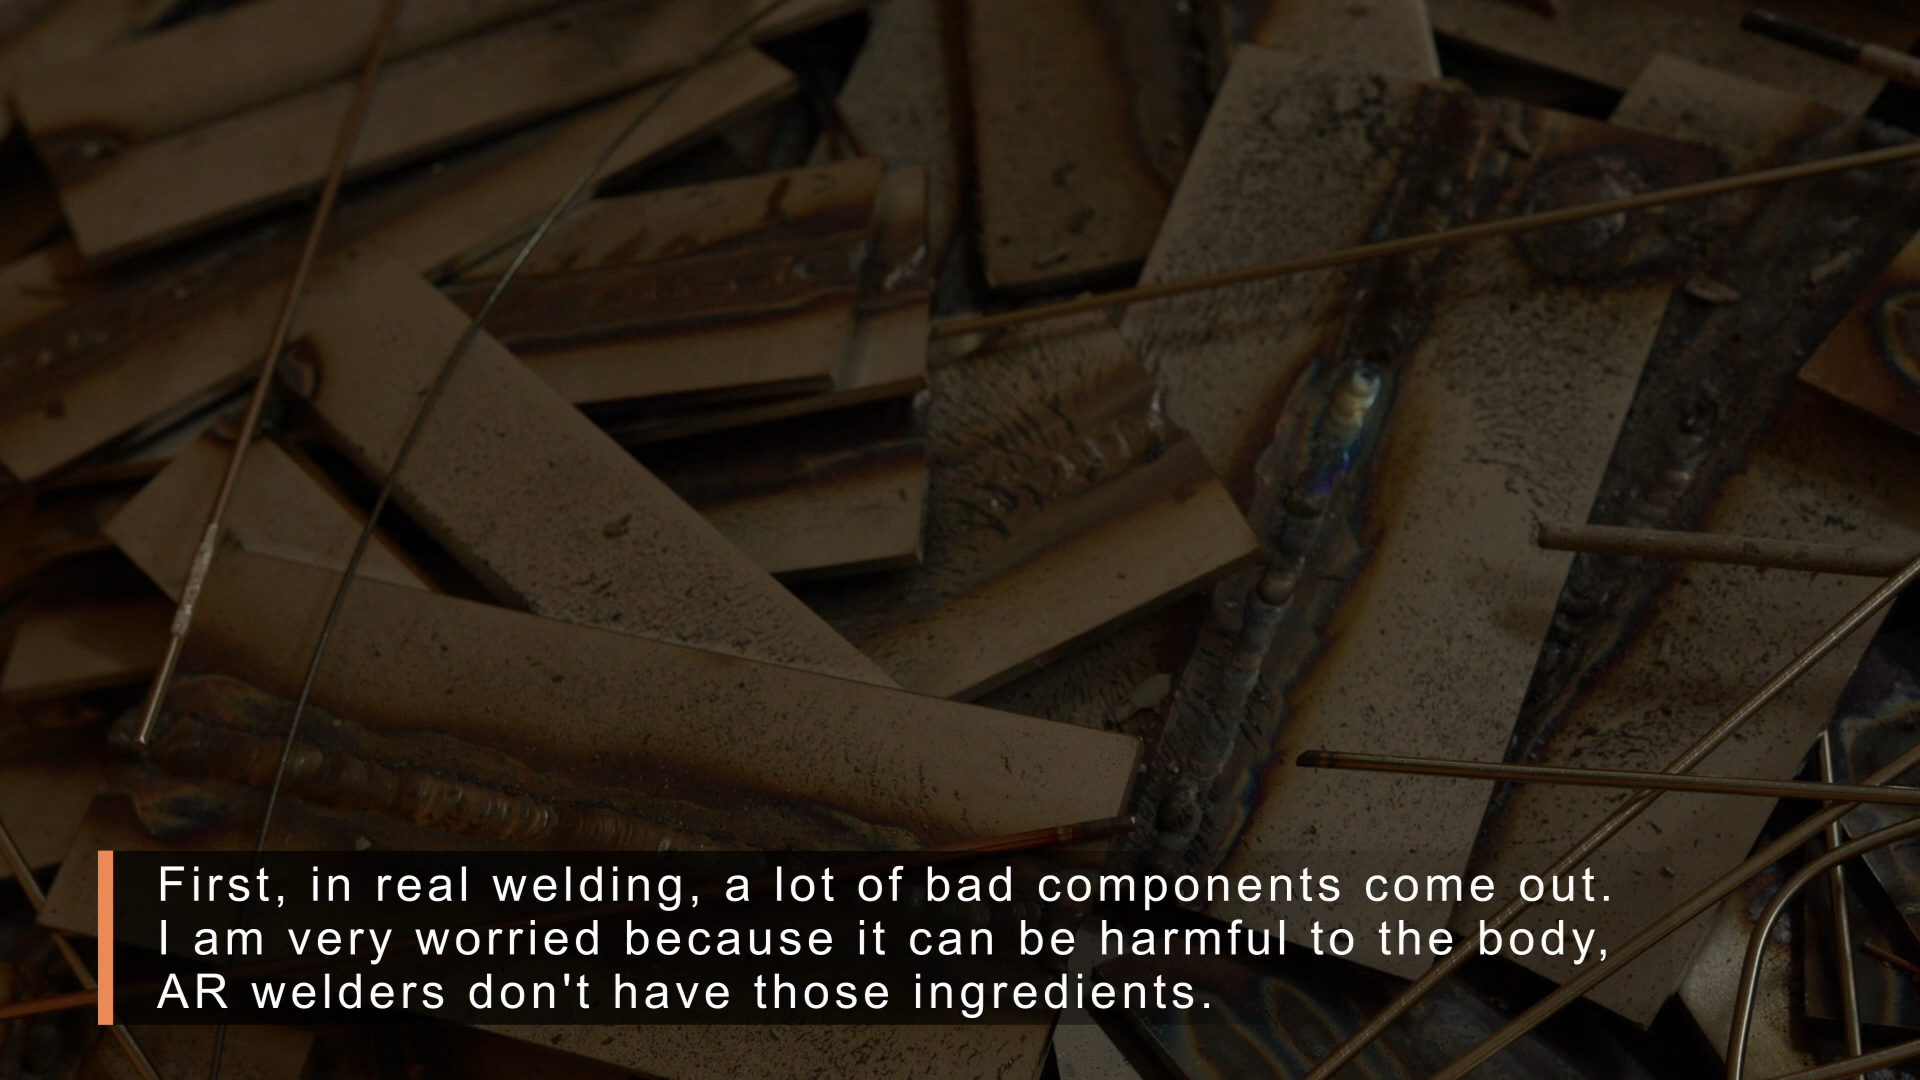 First, in real welding, a lot of bad components come out.
I am very worried because it can be harmful to the body,
AR welders don't have those ingredients.